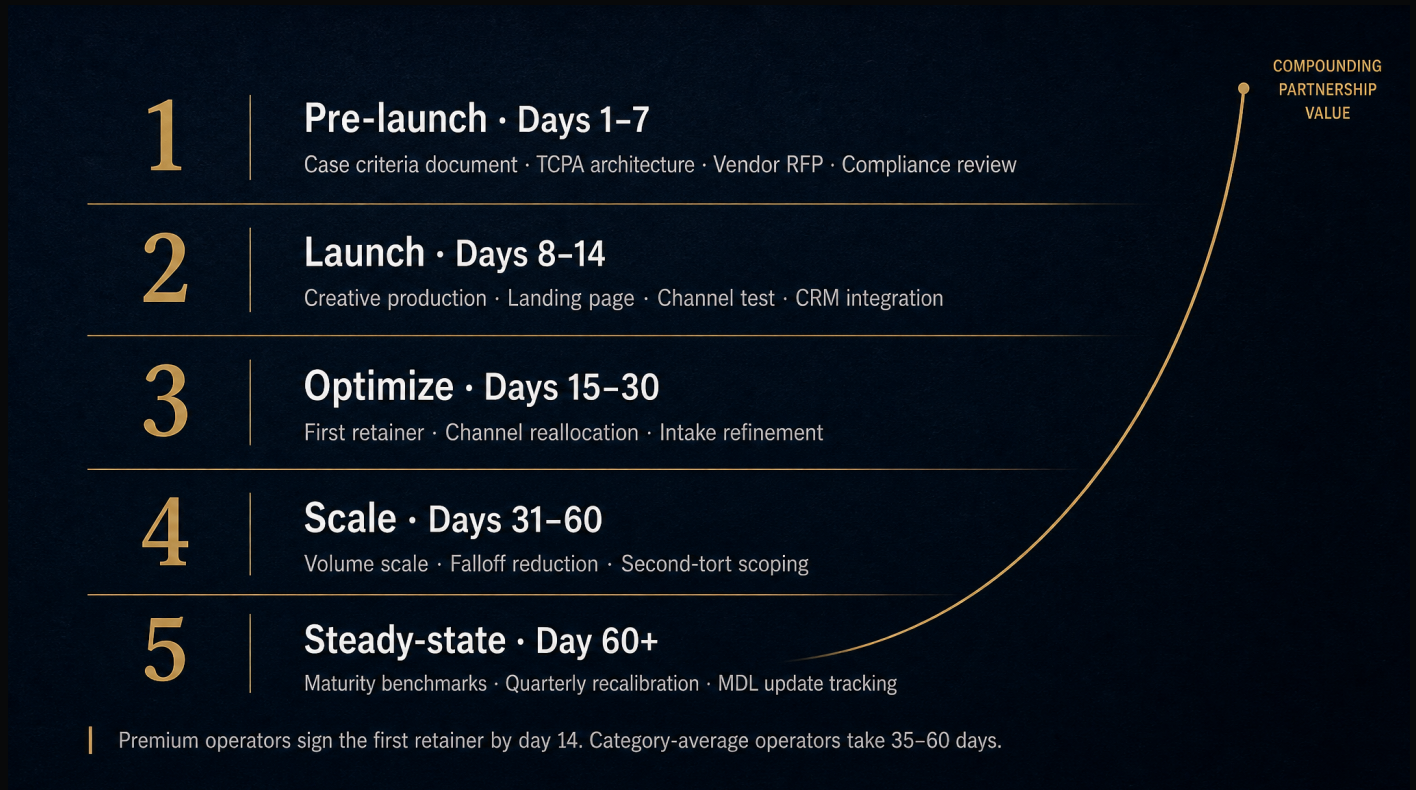 COMPOUNDING
PARTNERSHIP
VALUE
1
Pre-launch · Days 1–7
Case criteria document · TCPA architecture · Vendor RFP · Compliance review
2
Launch · Days 8–14
Creative production · Landing page · Channel test · CRM integration
3
Optimize · Days 15–30
First retainer · Channel reallocation · Intake refinement
4
Scale · Days 31–60
Volume scale · Falloff reduction · Second-tort scoping
5
Steady-state · Day 60+
Maturity benchmarks · Quarterly recalibration · MDL update tracking
Premium operators sign the first retainer by day 14. Category-average operators take 35–60 days.